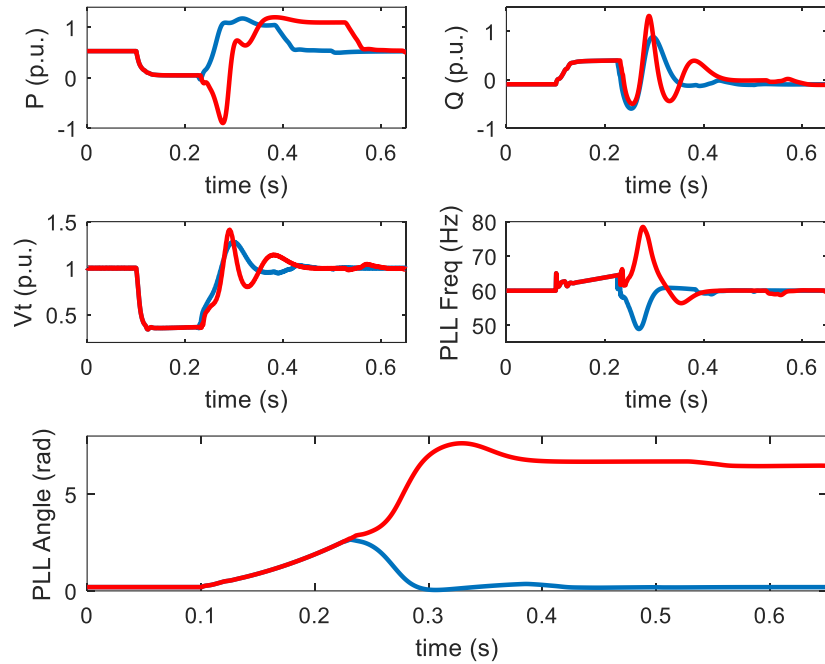 P (p.u.)
1
0
-1
0 0.2 0.4 0.6
time (s)
Q (p.u.)
1
0
-1
0 0.2 0.4 0.6
time (s)
Vt (p.u.)
1.5
1
0.5
0 0.2 0.4 0.6
time (s)
PLL Freq (Hz)
80
70
60
50
0 0.2 0.4 0.6
time (s)
PLL Angle (rad)
5
0
0 0.1 0.2 0.3 0.4 0.5 0.6
time (s)